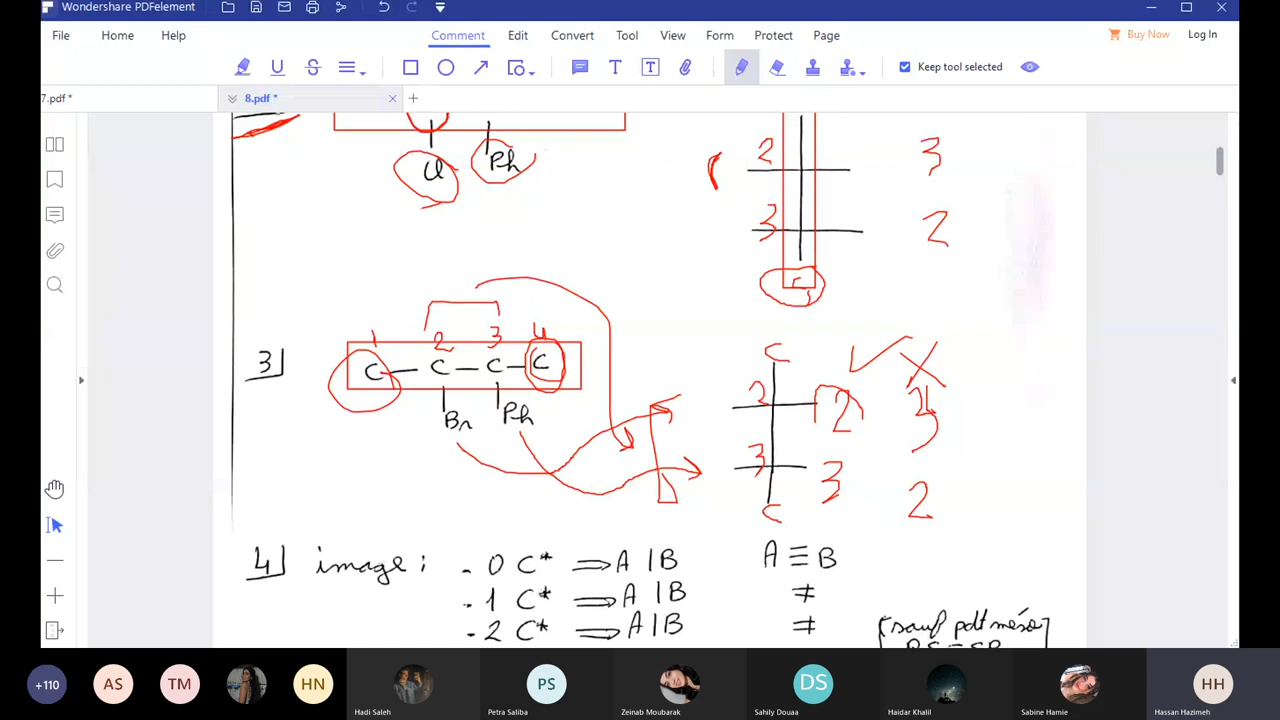 Wondershare PDFelement
File Home Help Comment Edit Convert Tool View Form Protect Page Buy Now Log In
Keep tool selected
7.pdf * 8.pdf *
Cl Ph
2 3
3 2
3]
1 2 3 4
C — C — C — C
Br Ph
C
2 2
3 3 2
C
4] image : - 0 C* ⟹ A | B A ≡ B
- 1 C* ⟹ A | B ≠
- 2 C* ⟹ A | B ≠ [sauf pdt méso]
+110 AS TM HN PS DS HH
Hadi Saleh Petra Saliba Zeinab Moubarak Sahily Douaa Haidar Khalil Sabine Hamie Hassan Hazimeh